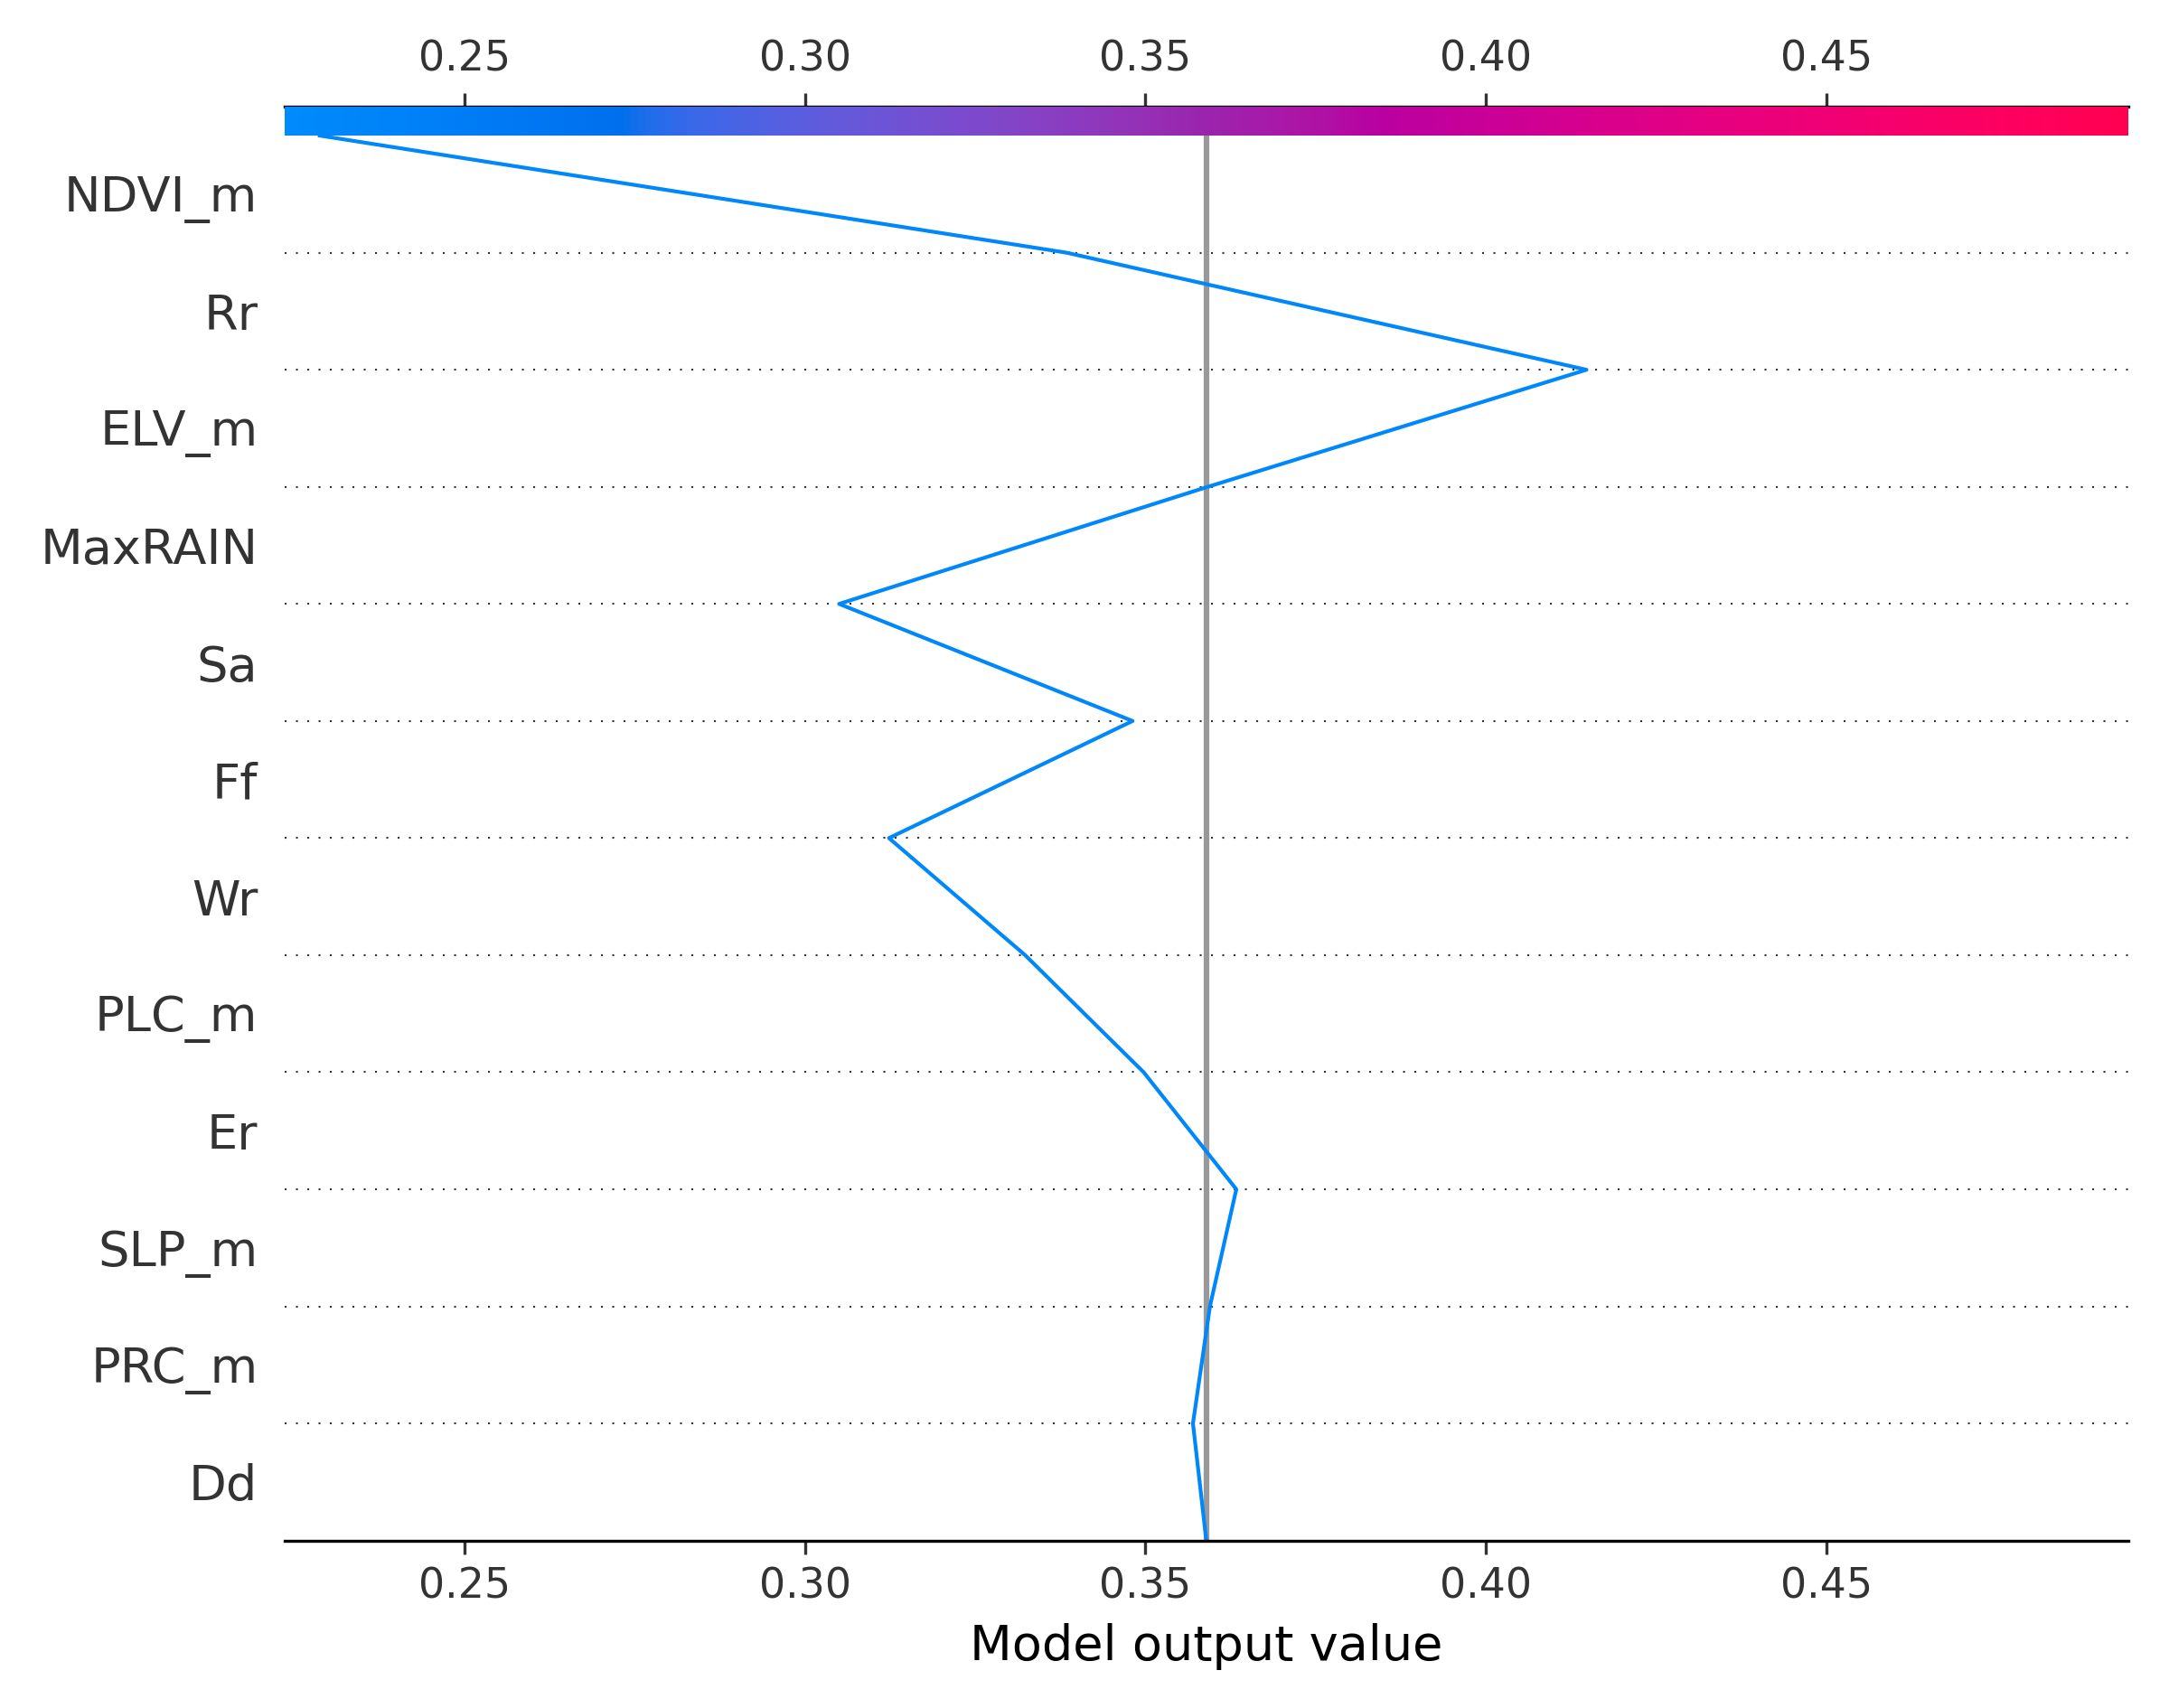 0.25 0.30 0.35 0.40 0.45
NDVI_m
Rr
ELV_m
MaxRAIN
Sa
Ff
Wr
PLC_m
Er
SLP_m
PRC_m
Dd
0.25 0.30 0.35 0.40 0.45
Model output value